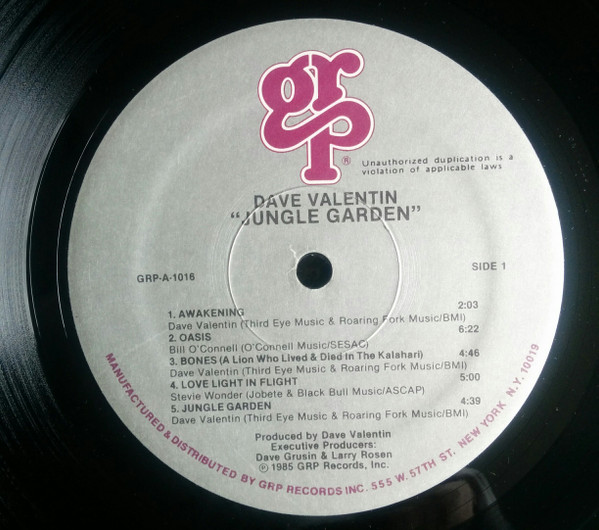 grp
®
Unauthorized duplication is a
violation of applicable laws
DAVE VALENTIN
“JUNGLE GARDEN”
GRP-A-1016
SIDE 1
1. AWAKENING 2:03
Dave Valentin (Third Eye Music & Roaring Fork Music/BMI)
2. OASIS 6:22
Bill O'Connell (O'Connell Music/SESAC)
3. BONES (A Lion Who Lived & Died In The Kalahari) 4:46
Dave Valentin (Third Eye Music & Roaring Fork Music/BMI)
4. LOVE LIGHT IN FLIGHT 5:00
Stevie Wonder (Jobete & Black Bull Music/ASCAP)
5. JUNGLE GARDEN 4:39
Dave Valentin (Third Eye Music & Roaring Fork Music/BMI)
Produced by Dave Valentin
Executive Producers:
Dave Grusin & Larry Rosen
℗ 1985 GRP Records, Inc.
MANUFACTURED & DISTRIBUTED BY GRP RECORDS INC. 555 W. 57TH ST. NEW YORK N.Y. 10019